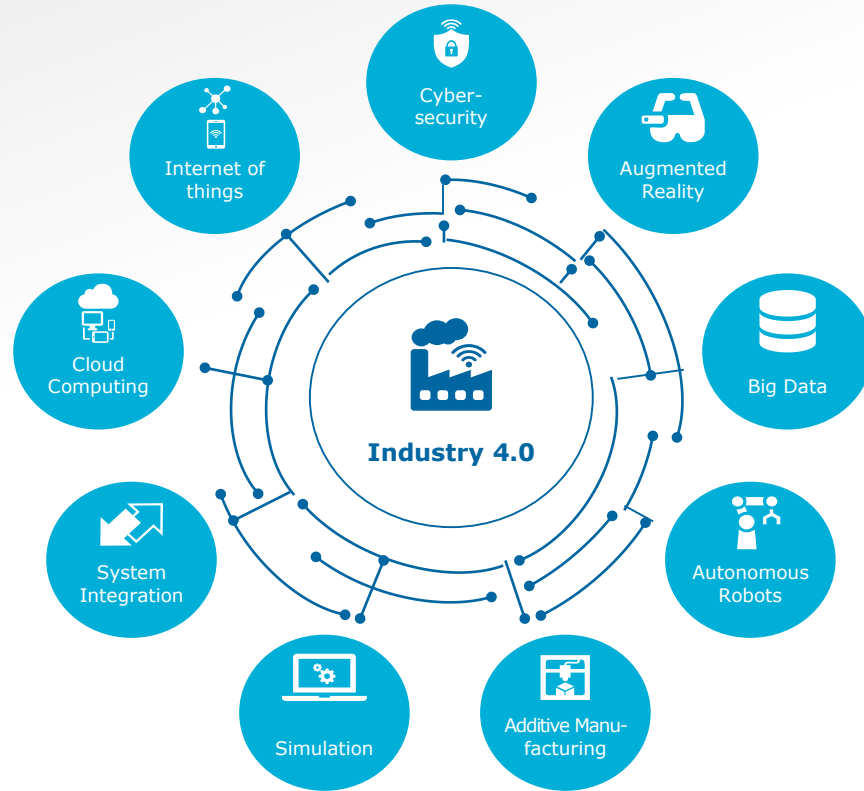 Cyber-
security
Augmented
Reality
Big Data
Autonomous
Robots
Additive Manu-
facturing
Simulation
System
Integration
Cloud
Computing
Internet of
things
Industry 4.0